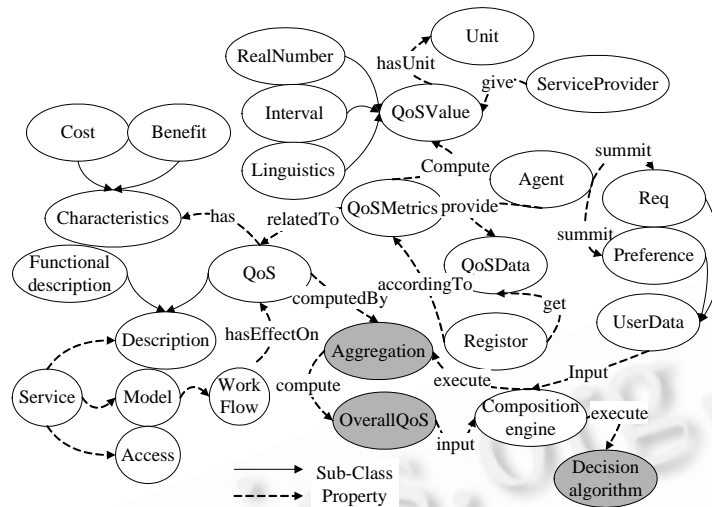 Unit
RealNumber
hasUnit
give
ServiceProvider
Interval
QoSValue
Cost
Benefit
Linguistics
Compute
Agent
summit
Req
Characteristics
has
relatedTo
QoSMetrics
provide
summit
Preference
Functional
description
QoS
QoSData
computedBy
accordingTo
get
UserData
Description
hasEffectOn
Aggregation
Registor
Input
Service
Model
Work
Flow
compute
execute
OverallQoS
input
Composition
engine
execute
Access
Sub-Class
Property
Decision
algorithm